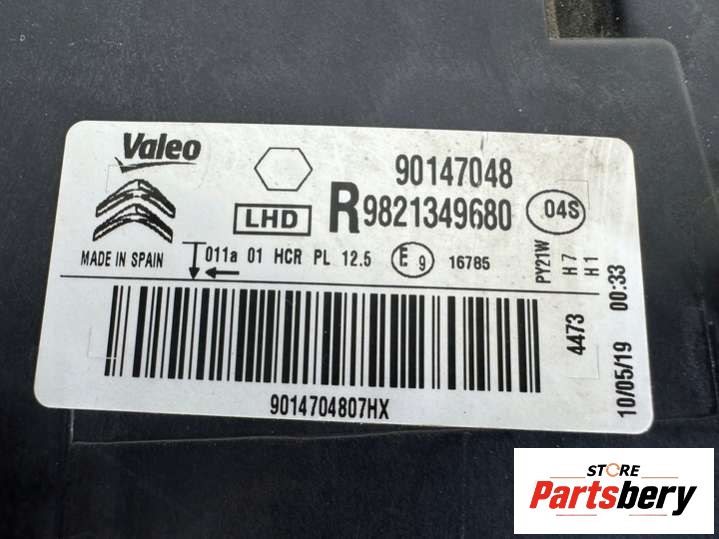 Valeo
90147048
LHD R 9821349680 04S
MADE IN SPAIN
011a 01 HCR PL 12.5 E 9 16785
PY21W
H7
H1
4473
10/05/19 00:33
9014704807HX
STORE
Partsbery